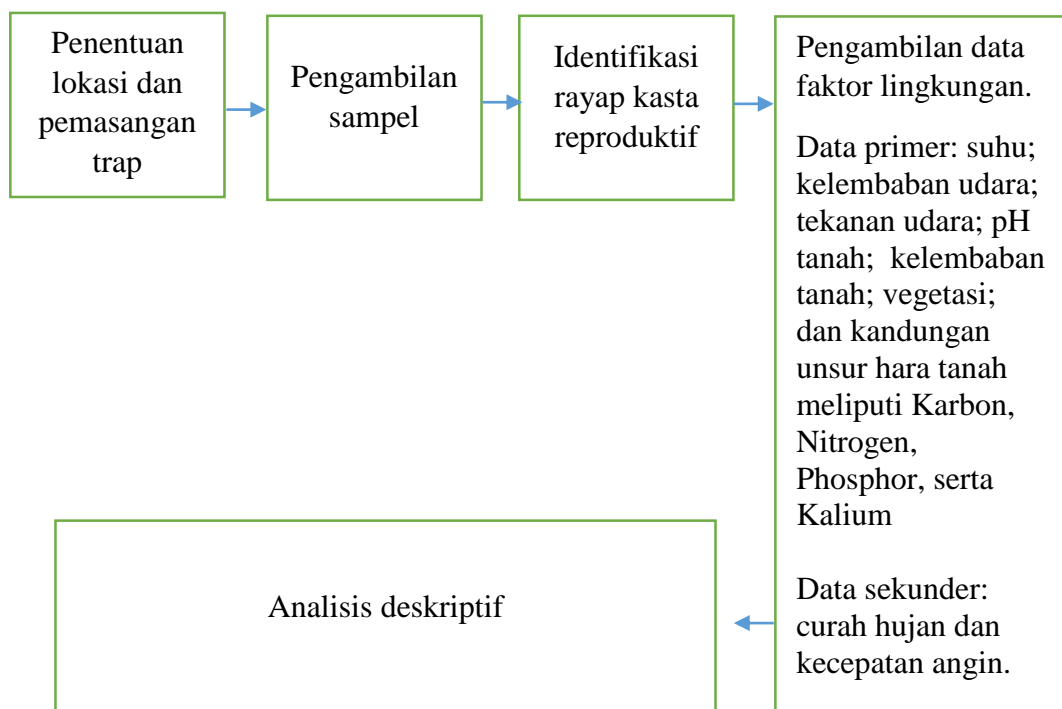 Penentuan
lokasi dan
pemasangan
trap
Pengambilan
sampel
Identifikasi
rayap kasta
reproduktif
Pengambilan data
faktor lingkungan.
Data primer: suhu;
kelembaban udara;
tekanan udara; pH
tanah;  kelembaban
tanah; vegetasi;
dan kandungan
unsur hara tanah
meliputi Karbon,
Nitrogen,
Phosphor, serta
Kalium
Data sekunder:
curah hujan dan
kecepatan angin.
Analisis deskriptif